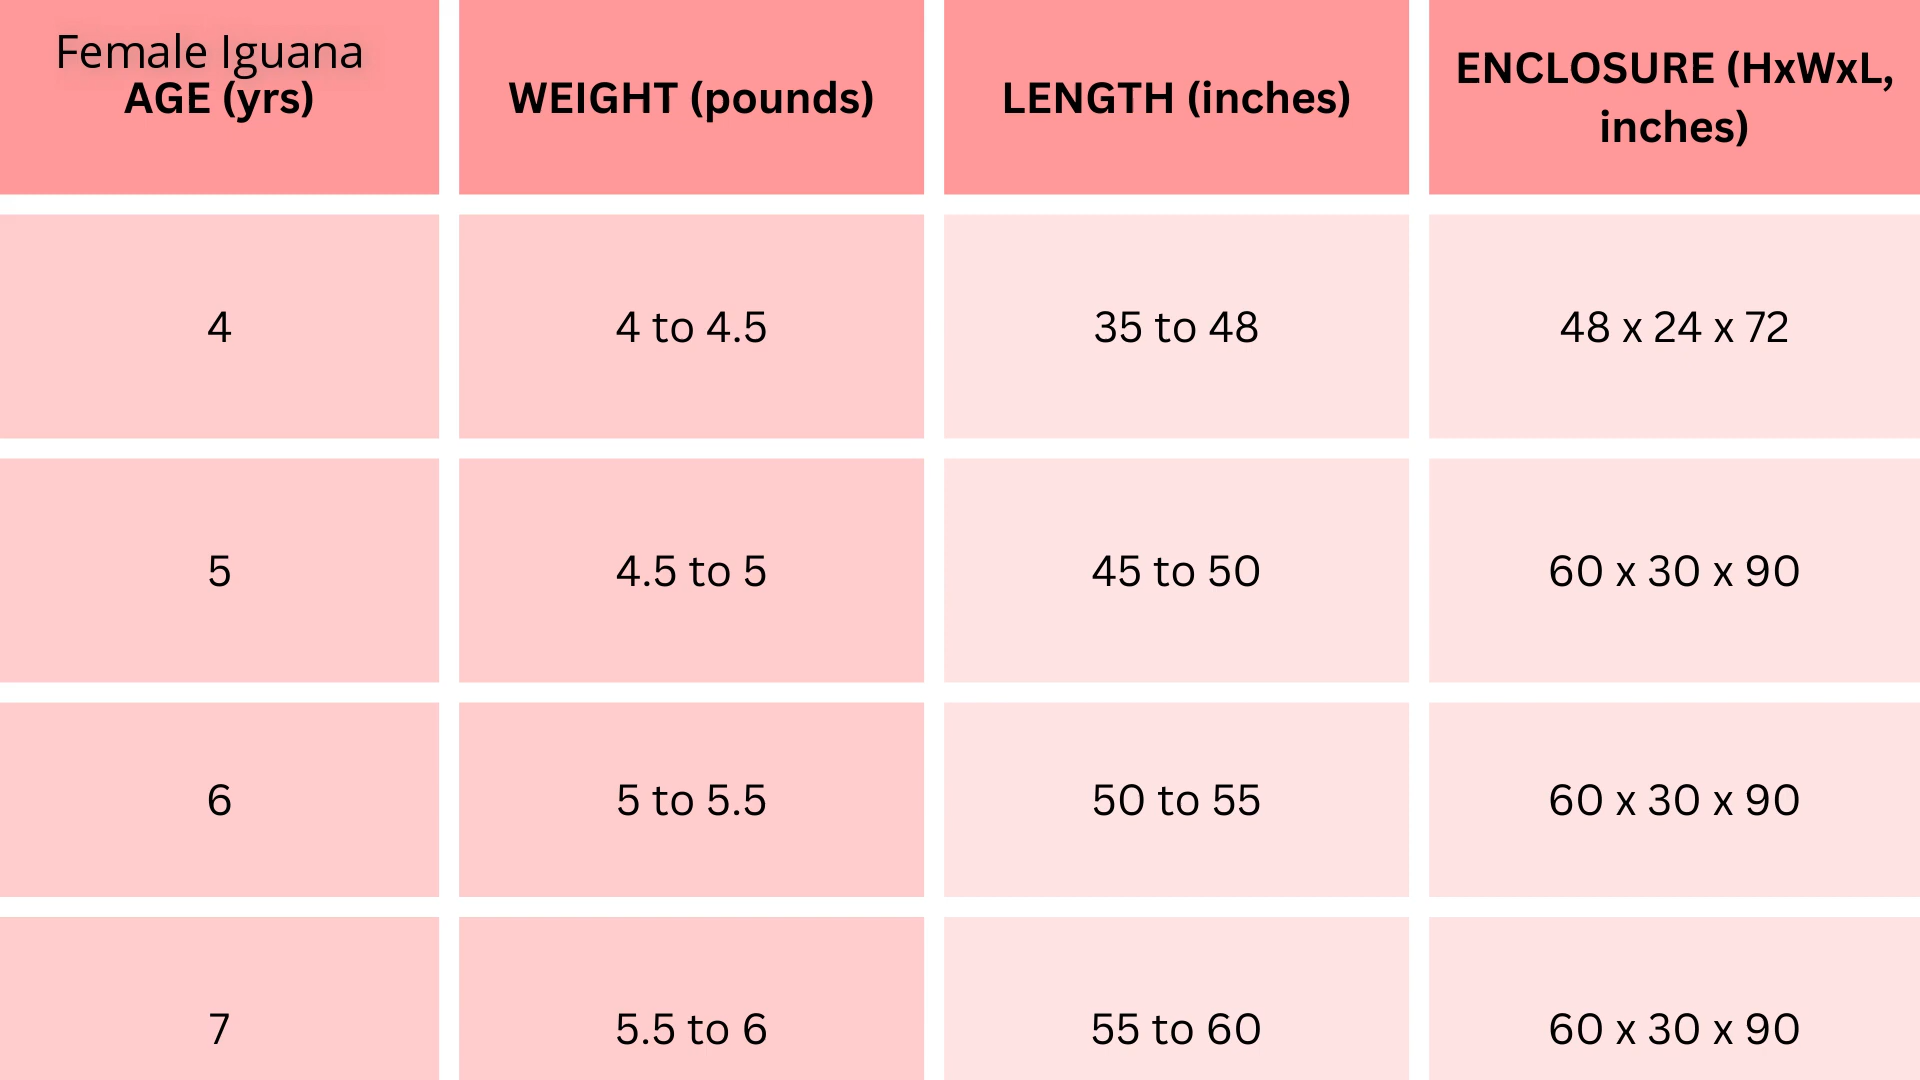 Female Iguana
AGE (yrs)
WEIGHT (pounds)
LENGTH (inches)
ENCLOSURE (HxWxL,
inches)
4
4 to 4.5
35 to 48
48 x 24 x 72
5
4.5 to 5
45 to 50
60 x 30 x 90
6
5 to 5.5
50 to 55
60 x 30 x 90
7
5.5 to 6
55 to 60
60 x 30 x 90